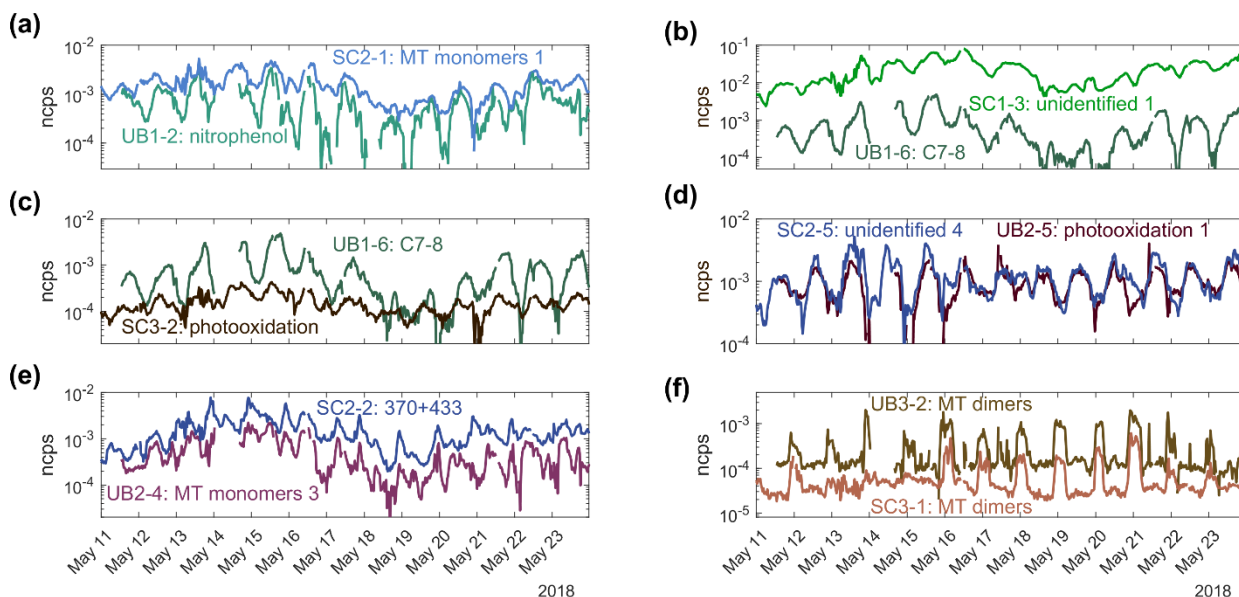 (a)
10^-2
10^-3
10^-4
ncps
SC2-1: MT monomers 1
UB1-2: nitrophenol
(b)
10^-1
10^-2
10^-3
10^-4
ncps
SC1-3: unidentified 1
UB1-6: C7-8
(c)
10^-2
10^-3
10^-4
ncps
UB1-6: C7-8
SC3-2: photooxidation
(d)
10^-2
10^-3
10^-4
ncps
SC2-5: unidentified 4
UB2-5: photooxidation 1
(e)
10^-2
10^-3
10^-4
ncps
SC2-2: 370+433
UB2-4: MT monomers 3
(f)
10^-3
10^-4
10^-5
ncps
UB3-2: MT dimers
SC3-1: MT dimers
May 11
May 12
May 13
May 14
May 15
May 16
May 17
May 18
May 19
May 20
May 21
May 22
May 23
2018
May 11
May 12
May 13
May 14
May 15
May 16
May 17
May 18
May 19
May 20
May 21
May 22
May 23
2018